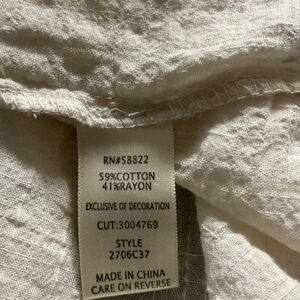 RN#58822
59%COTTON
41%RAYON
EXCLUSIVE OF DECORATION
CUT:3004769
STYLE
2706C37
MADE IN CHINA
CARE ON REVERSE